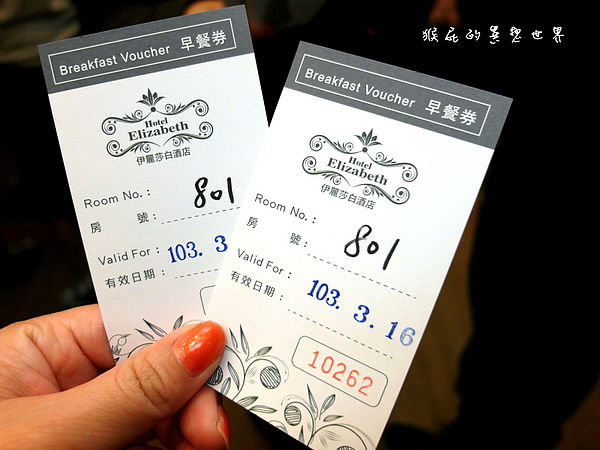 猴屁的異想世界
Breakfast Voucher 早餐券
Hotel
Elizabeth
伊麗莎白酒店
Room No.： 801
房 號：
Valid For： 103. 3
有效日期：
Breakfast Voucher 早餐券
Hotel
Elizabeth
伊麗莎白酒店
Room No.： 801
房 號：
Valid For： 103. 3. 16
有效日期：
10262